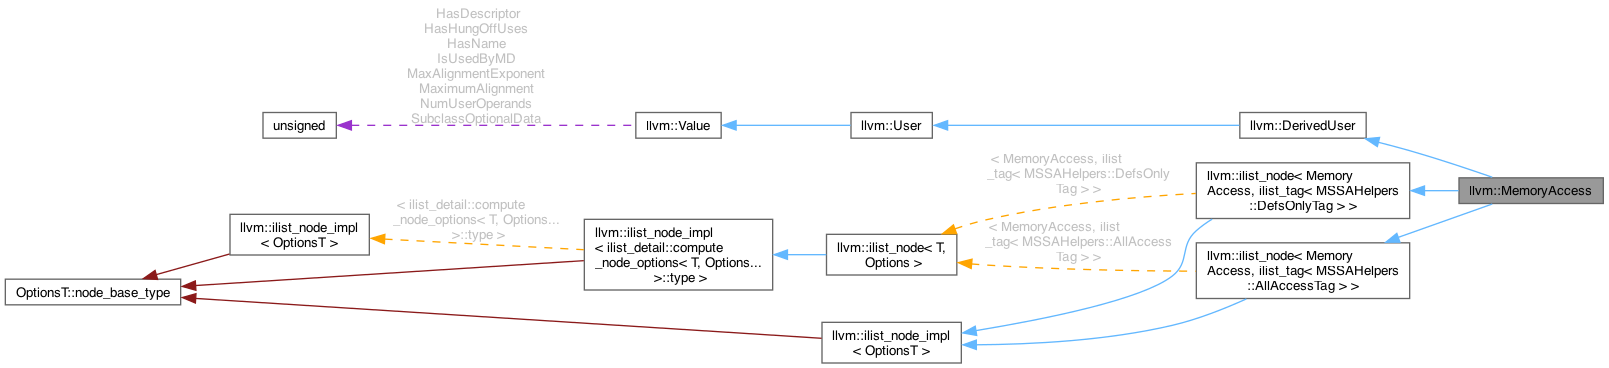 HasDescriptor
HasHungOffUses
HasName
IsUsedByMD
MaxAlignmentExponent
MaximumAlignment
NumUserOperands
SubclassOptionalData
unsigned
llvm::Value
llvm::User
llvm::DerivedUser
< MemoryAccess, ilist
_tag< MSSAHelpers::DefsOnly
Tag > >
llvm::ilist_node< Memory
Access, ilist_tag< MSSAHelpers
::DefsOnlyTag > >
llvm::MemoryAccess
< ilist_detail::compute
_node_options< T, Options...
>::type >
llvm::ilist_node_impl
< OptionsT >
llvm::ilist_node_impl
< ilist_detail::compute
_node_options< T, Options...
>::type >
llvm::ilist_node< T,
Options >
< MemoryAccess, ilist
_tag< MSSAHelpers::AllAccess
Tag > >
llvm::ilist_node< Memory
Access, ilist_tag< MSSAHelpers
::AllAccessTag > >
OptionsT::node_base_type
llvm::ilist_node_impl
< OptionsT >